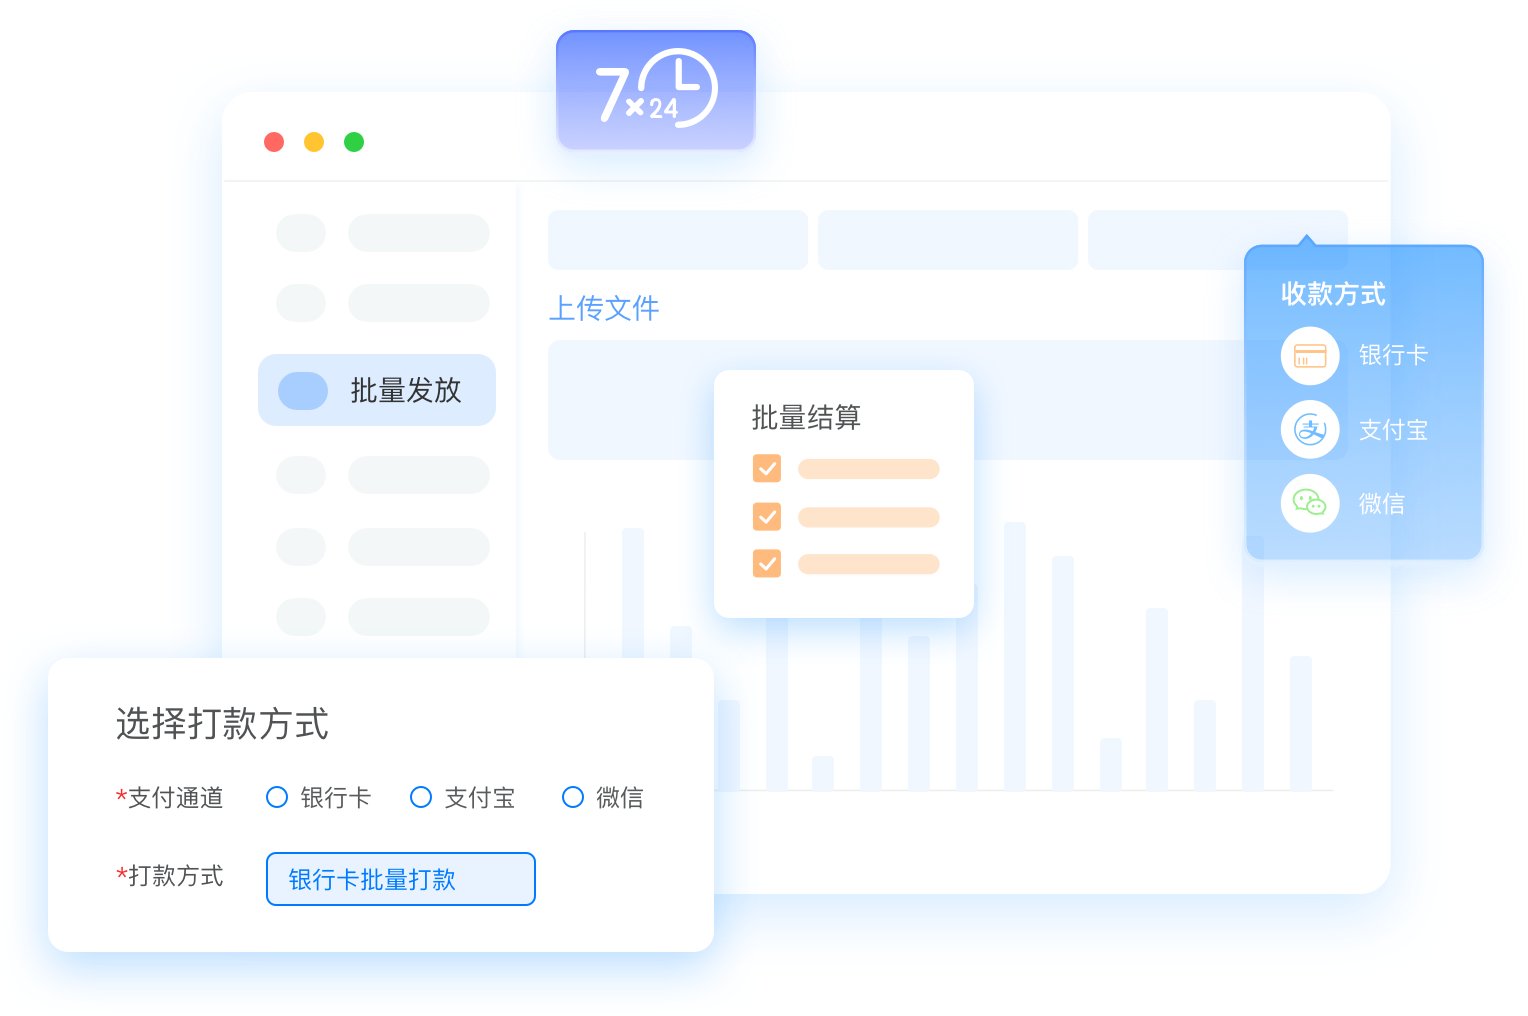 7×24
上传文件
收款方式
银行卡
支付宝
微信
批量发放
批量结算
选择打款方式
*支付通道 银行卡 支付宝 微信
*打款方式 银行卡批量打款